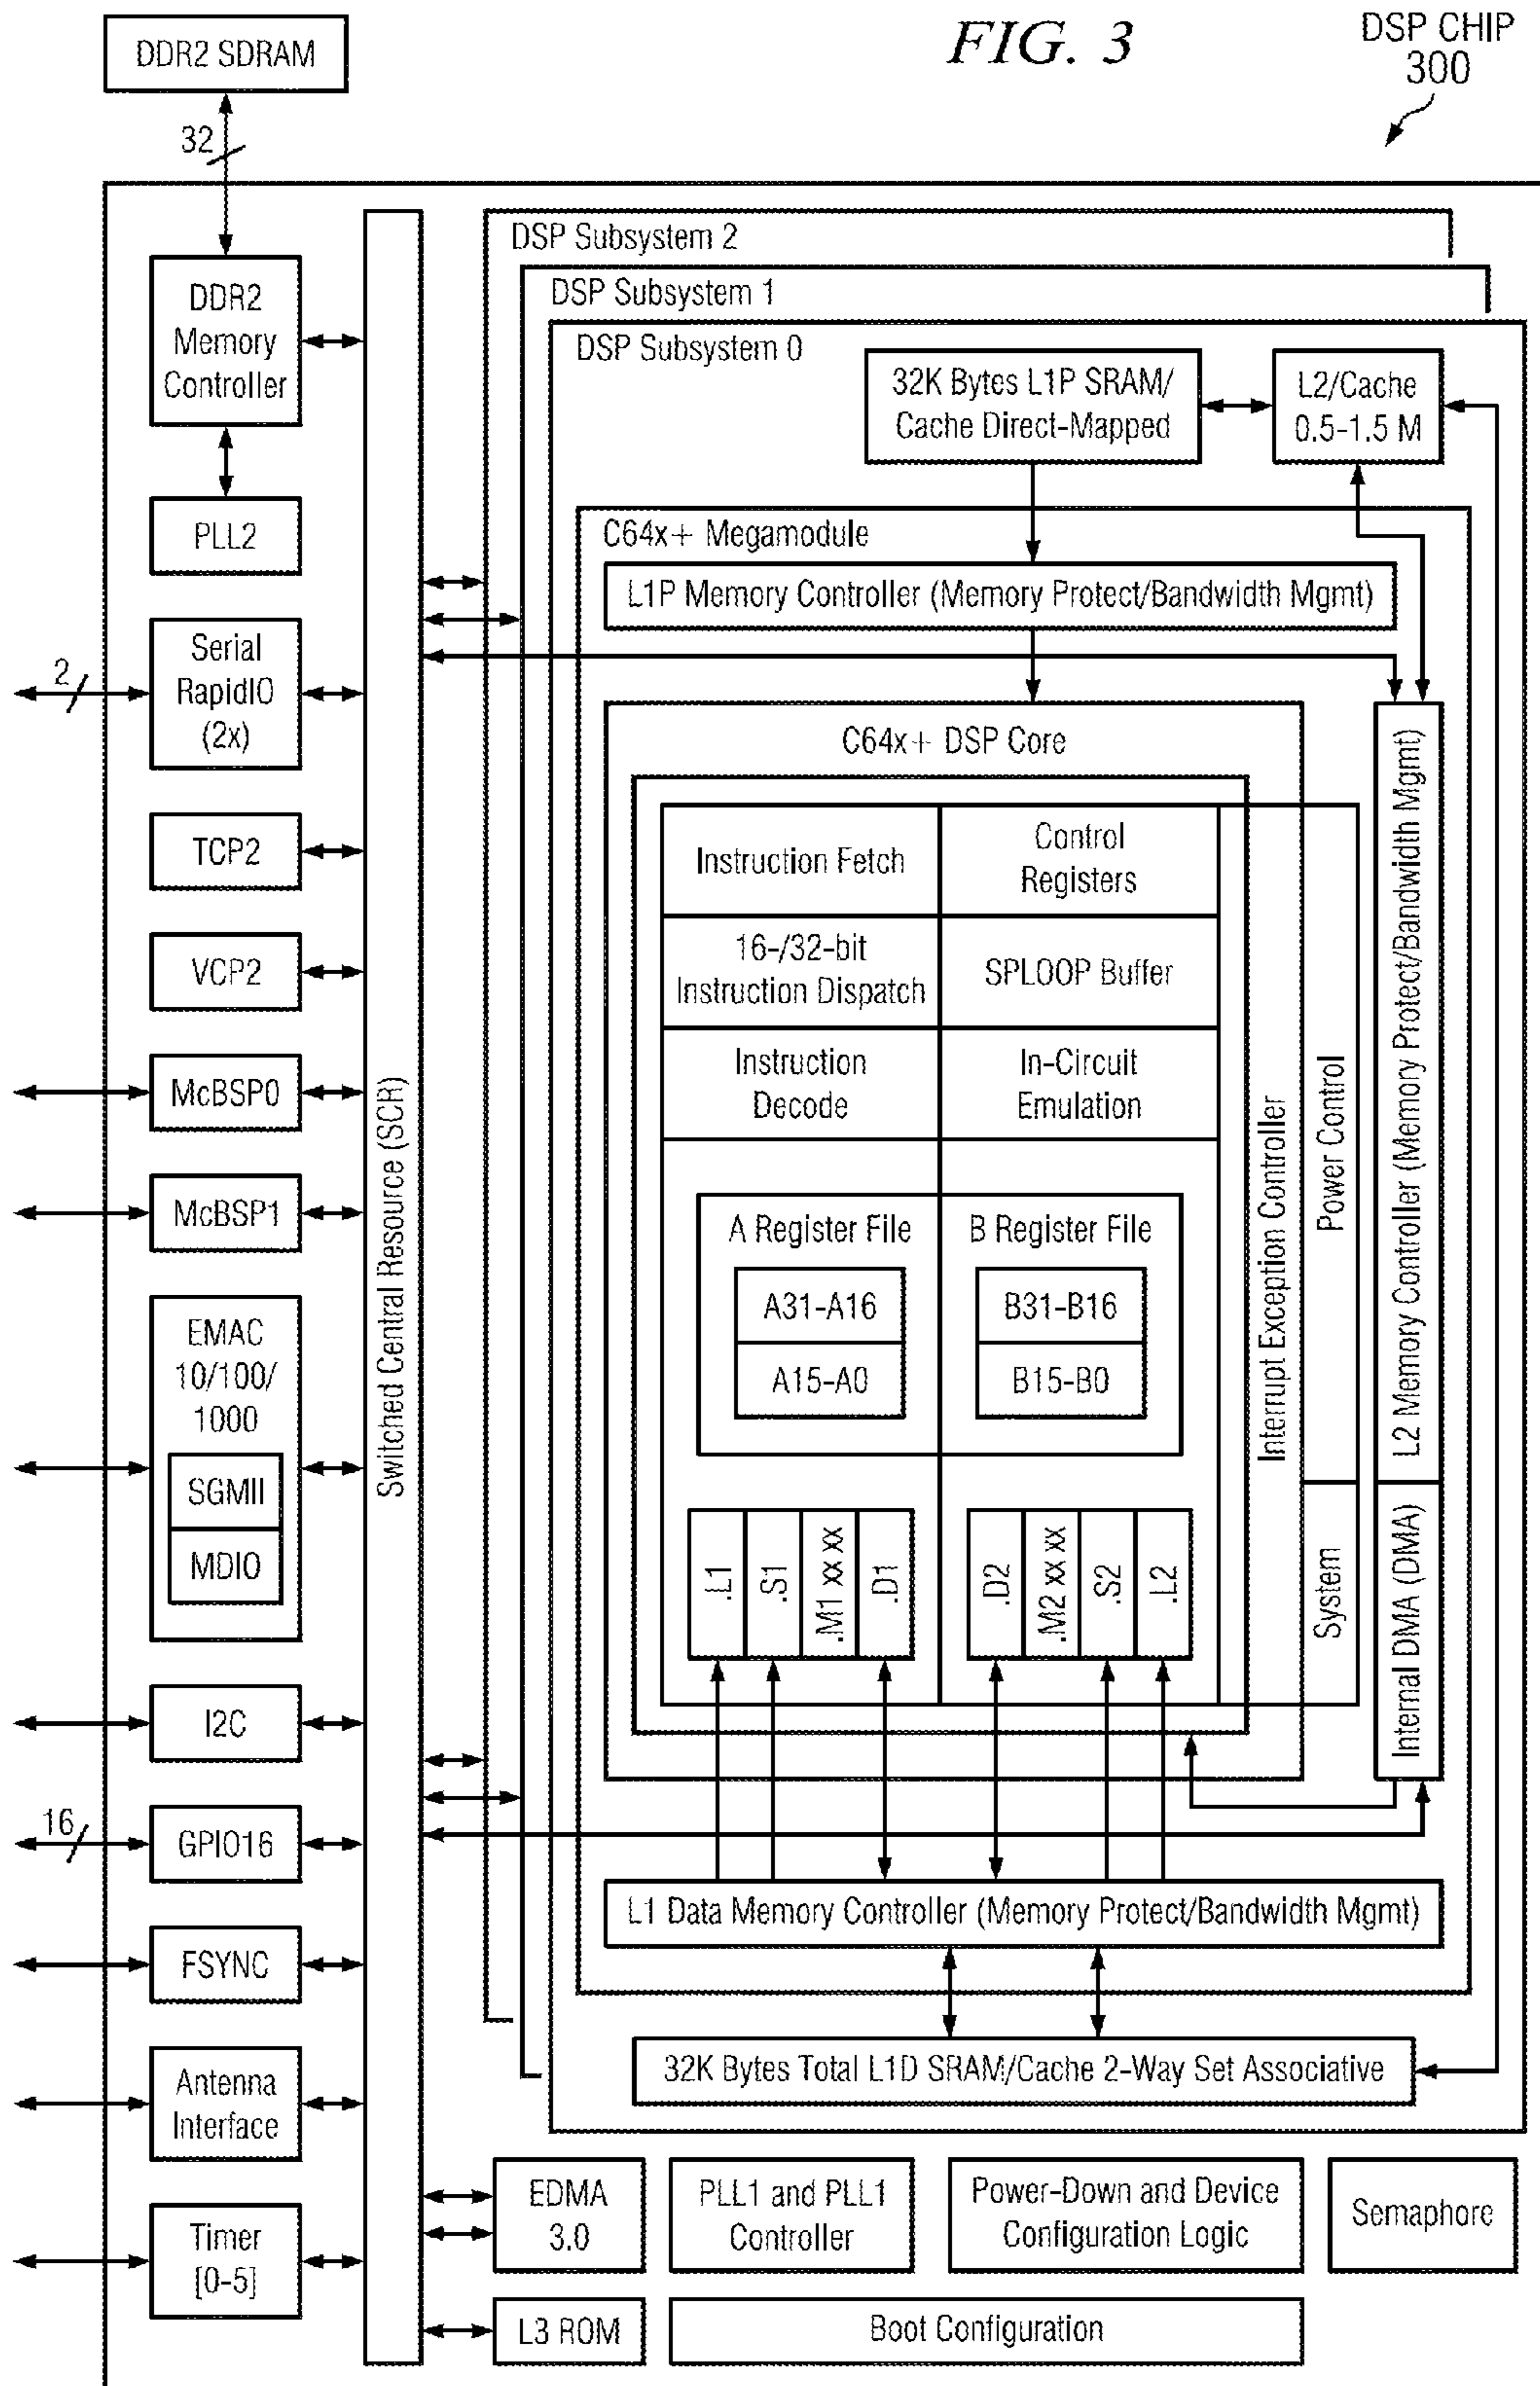 FIG. 3
DSP CHIP
300
DDR2 SDRAM
32
DDR2
Memory
Controller
PLL2
2
Serial
RapidIO
(2x)
TCP2
VCP2
McBSP0
McBSP1
EMAC
10/100/
1000
SGMII
MDIO
I2C
16
GPIO16
FSYNC
Antenna
Interface
Timer
[0-5]
Switched Central Resource (SCR)
DSP Subsystem 2
DSP Subsystem 1
DSP Subsystem 0
32K Bytes L1P SRAM/
Cache Direct-Mapped
L2/Cache
0.5-1.5 M
C64x+ Megamodule
L1P Memory Controller (Memory Protect/Bandwidth Mgmt)
C64x+ DSP Core
Instruction Fetch
Control
Registers
16-/32-bit
Instruction Dispatch
SPLOOP Buffer
Instruction
Decode
In-Circuit
Emulation
A Register File
A31-A16
A15-A0
B Register File
B31-B16
B15-B0
.L1
.S1
.M1 xx xx
.D1
.D2
.M2 xx xx
.S2
.L2
Interrupt Exception Controller
Power Control
System
L2 Memory Controller (Memory Protect/Bandwidth Mgmt)
Internal DMA (DMA)
L1 Data Memory Controller (Memory Protect/Bandwidth Mgmt)
32K Bytes Total L1D SRAM/Cache 2-Way Set Associative
EDMA
3.0
PLL1 and PLL1
Controller
Power-Down and Device
Configuration Logic
Semaphore
L3 ROM
Boot Configuration